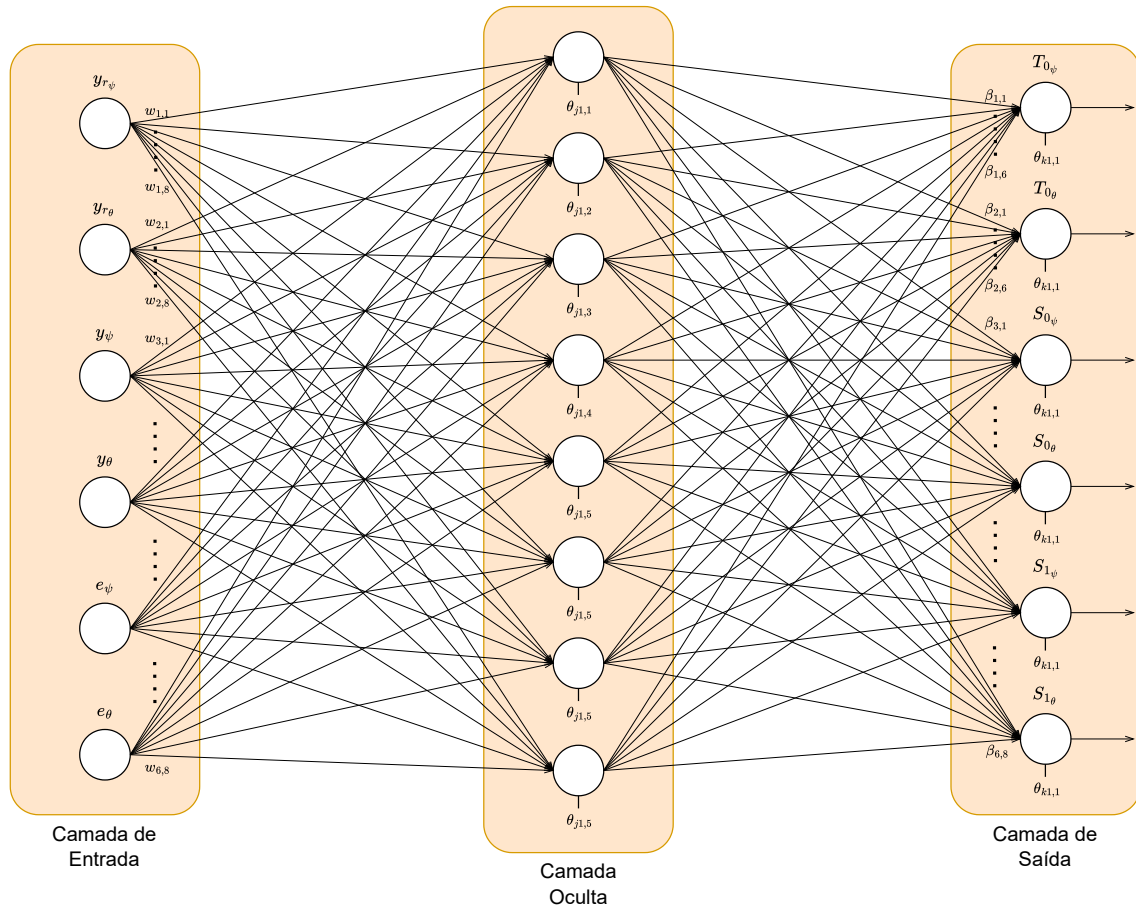 y_{r_ψ}
w_{1,1}
w_{1,8}
y_{r_θ}
w_{2,1}
w_{2,8}
y_ψ
w_{3,1}
y_θ
e_ψ
e_θ
w_{6,8}
Camada de
Entrada
θ_{j1,1}
θ_{j1,2}
θ_{j1,3}
θ_{j1,4}
θ_{j1,5}
θ_{j1,5}
θ_{j1,5}
θ_{j1,5}
Camada
Oculta
T_{0_ψ}
β_{1,1}
θ_{k1,1}
β_{1,6}
T_{0_θ}
β_{2,1}
θ_{k1,1}
β_{2,6}
S_{0_ψ}
β_{3,1}
θ_{k1,1}
S_{0_θ}
θ_{k1,1}
S_{1_ψ}
θ_{k1,1}
S_{1_θ}
β_{6,8}
θ_{k1,1}
Camada de
Saída